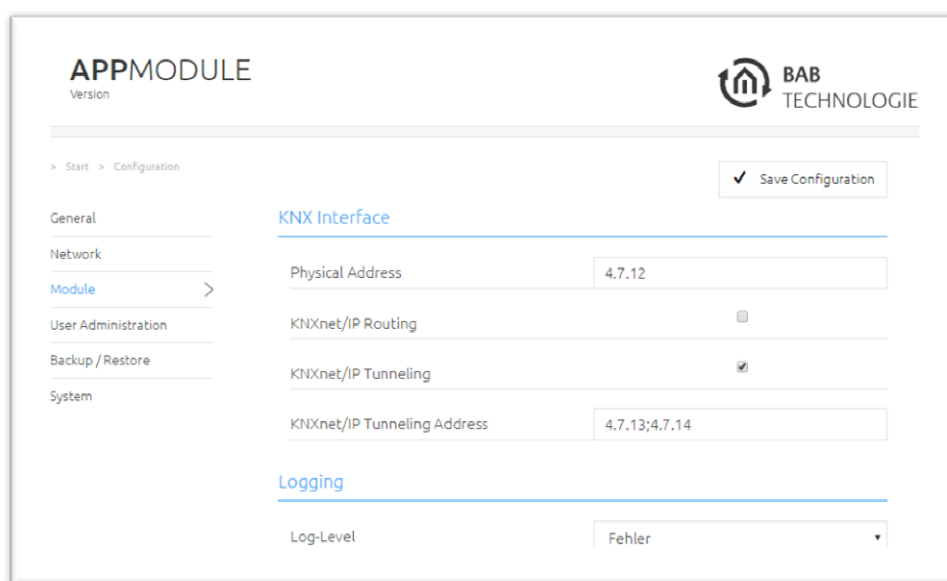 APPMODULE
Version
BAB
TECHNOLOGIE
> Start > Configuration
Save Configuration
General
Network
Module
User Administration
Backup / Restore
System
KNX Interface
Physical Address 4.7.12
KNXnet/IP Routing
KNXnet/IP Tunneling
KNXnet/IP Tunneling Address 4.7.13;4.7.14
Logging
Log-Level Fehler